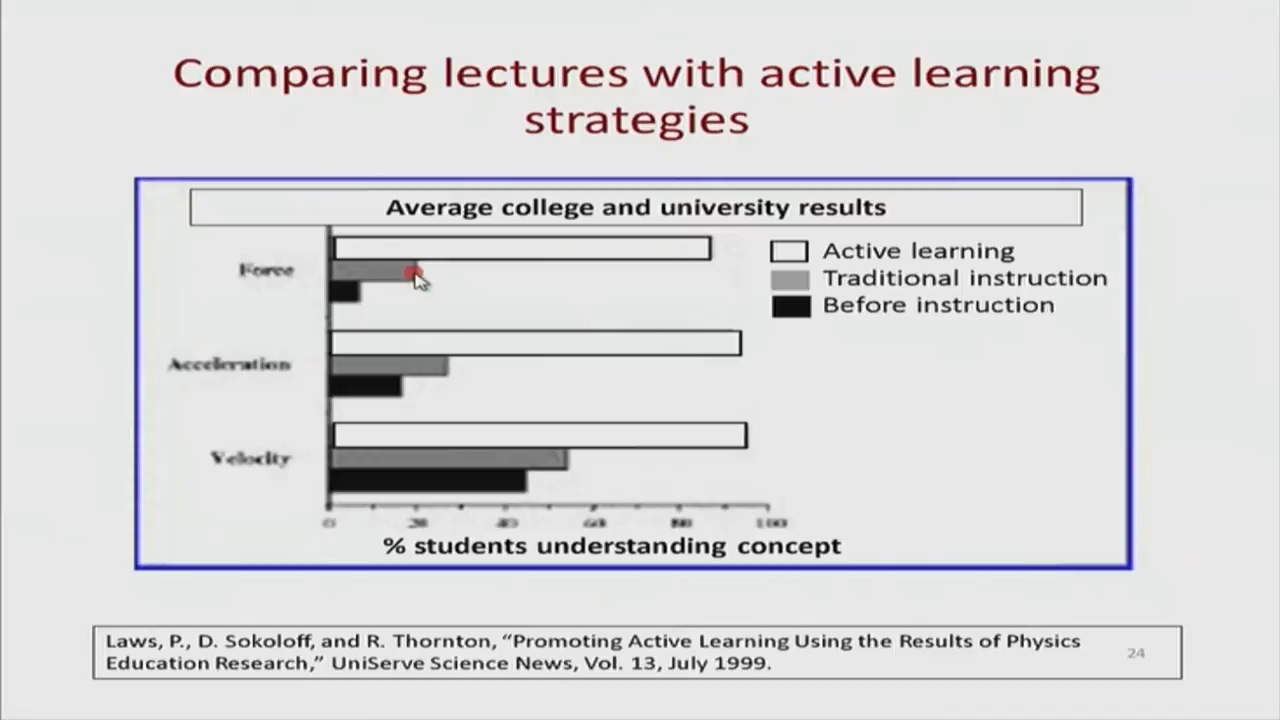 Comparing lectures with active learning
strategies
Average college and university results
Active learning
Traditional instruction
Before instruction
Force
Acceleration
Velocity
0 20 40 60 80 100
% students understanding concept
Laws, P., D. Sokoloff, and R. Thornton, “Promoting Active Learning Using the Results of Physics
Education Research,” UniServe Science News, Vol. 13, July 1999.
24